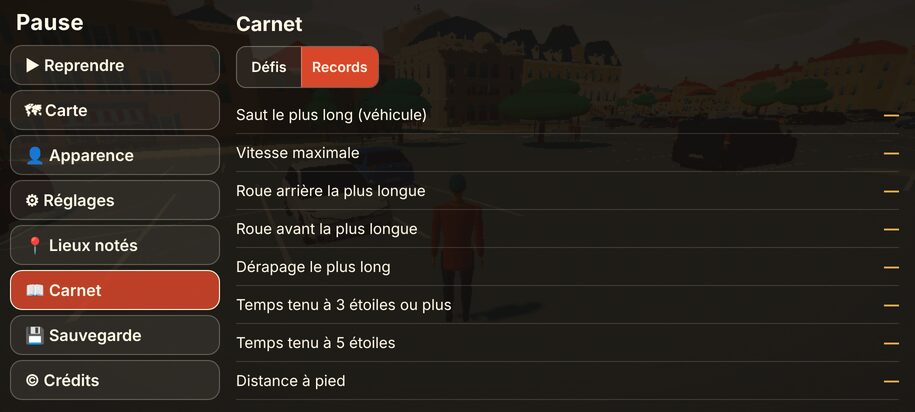 Pause
▶ Reprendre
🗺 Carte
👤 Apparence
⚙ Réglages
📍 Lieux notés
📖 Carnet
💾 Sauvegarde
© Crédits
Carnet
Défis Records
Saut le plus long (véhicule) —
Vitesse maximale —
Roue arrière la plus longue —
Roue avant la plus longue —
Dérapage le plus long —
Temps tenu à 3 étoiles ou plus —
Temps tenu à 5 étoiles —
Distance à pied —